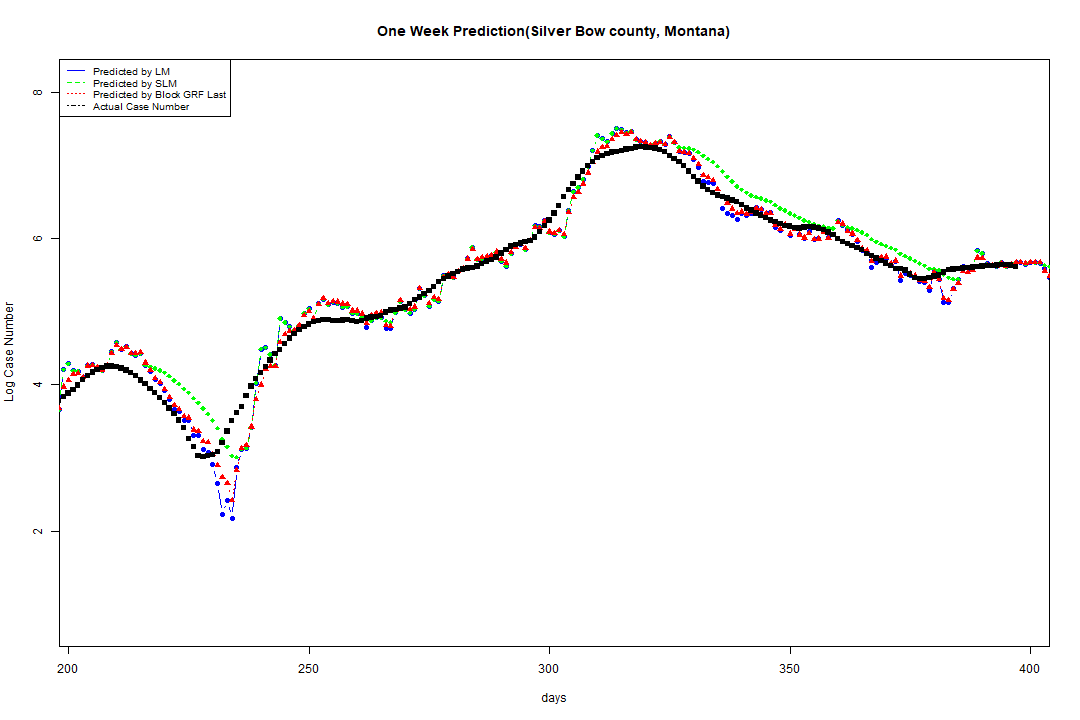 One Week Prediction(Silver Bow county, Montana)
Predicted by LM
Predicted by SLM
Predicted by Block GRF Last
Actual Case Number
8
6
4
2
Log Case Number
200 250 300 350 400
days